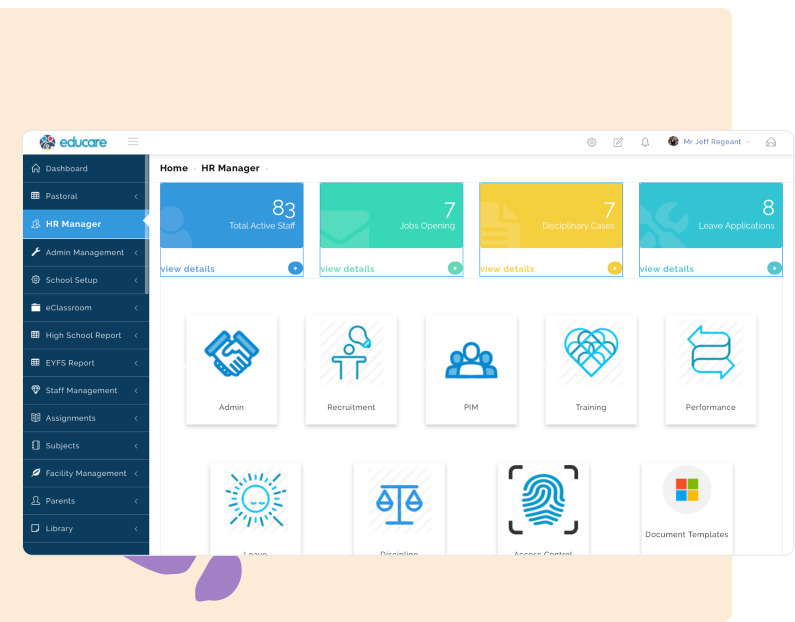 educare
Mr Jeff Regeant
Dashboard
Pastoral
HR Manager
Admin Management
School Setup
eClassroom
High School Report
EYFS Report
Staff Management
Assignments
Subjects
Facility Management
Parents
Library
Home - HR Manager -
83
Total Active Staff
view details
7
Jobs Opening
view details
7
Disciplinary Cases
view details
8
Leave Applications
view details
Admin
Recruitment
PIM
Training
Performance
Leave
Discipline
Access Control
Document Templates